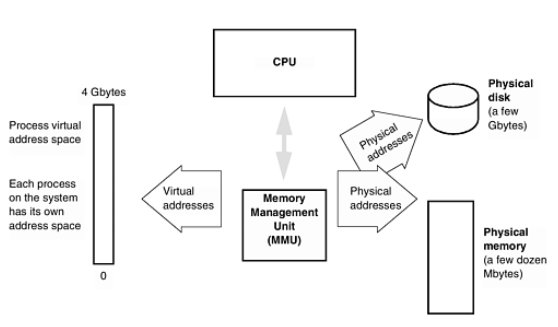 CPU
4 Gbytes
Process virtual
address space
Each process
on the system
has its own
address space
0
Virtual
addresses
Memory
Management
Unit
(MMU)
Physical
addresses
Physical
addresses
Physical
disk
(a few
Gbytes)
Physical
memory
(a few dozen
Mbytes)